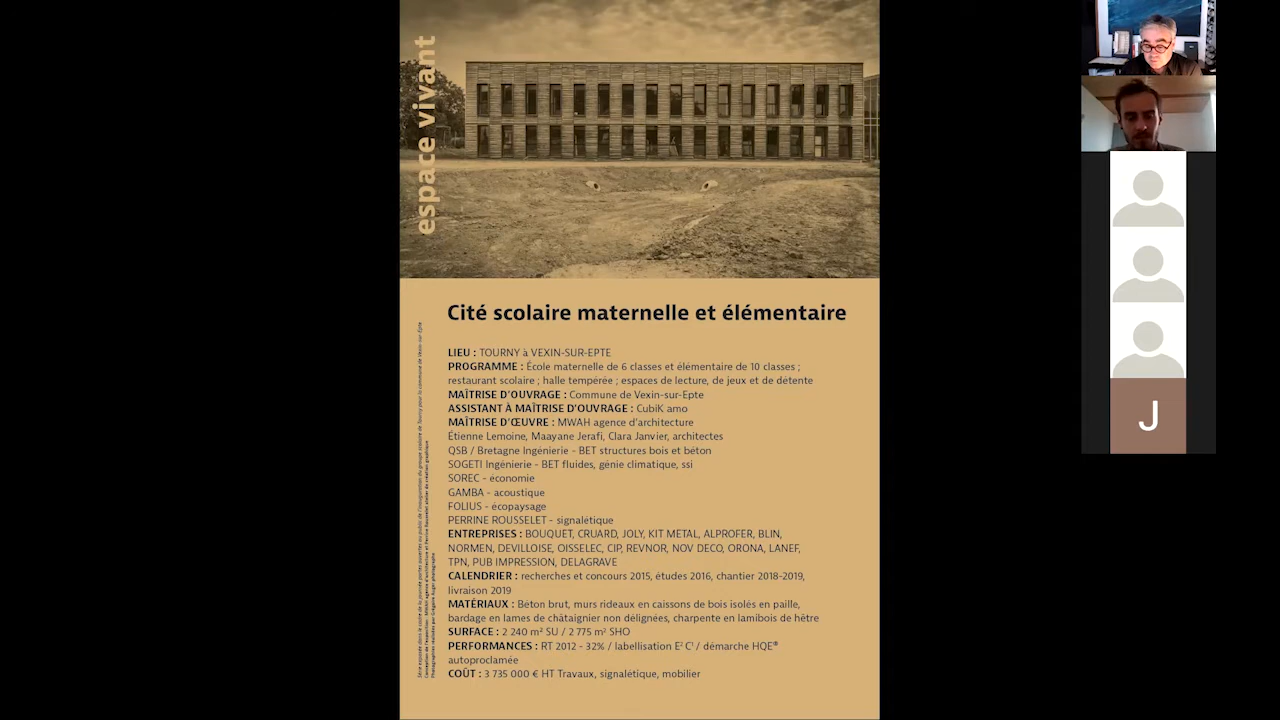 espace vivant
Cité scolaire maternelle et élémentaire
LIEU : TOURNY à VEXIN-SUR-EPTE
PROGRAMME : École maternelle de 6 classes et élémentaire de 10 classes ;
restaurant scolaire ; halle tempérée ; espaces de lecture, de jeux et de détente
MAÎTRISE D'OUVRAGE : Commune de Vexin-sur-Epte
ASSISTANT À MAÎTRISE D'OUVRAGE : CubiK amo
MAÎTRISE D'ŒUVRE : MWAH agence d'architecture
Étienne Lemoine, Maayane Jerafi, Clara Janvier, architectes
QSB / Bretagne Ingénierie - BET structures bois et béton
SOGETI Ingénierie - BET fluides, génie climatique, ssi
SOREC - économie
GAMBA - acoustique
FOLIUS - écopaysage
PERRINE ROUSSELET - signalétique
ENTREPRISES : BOUQUET, CRUARD, JOLY, KIT METAL, ALPROFER, BLIN,
NORMEN, DEVILLOISE, OISSELEC, CIP, REVNOR, NOV DECO, ORONA, LANEF,
TPN, PUB IMPRESSION, DELAGRAVE
CALENDRIER : recherches et concours 2015, études 2016, chantier 2018-2019,
livraison 2019
MATÉRIAUX : Béton brut, murs rideaux en caissons de bois isolés en paille,
bardage en lames de châtaignier non délignées, charpente en lamibois de hêtre
SURFACE : 2 240 m² SU / 2 775 m² SHO
PERFORMANCES : RT 2012 - 32% / labellisation E² C¹ / démarche HQE®
autoproclamée
COÛT : 3 735 000 € HT Travaux, signalétique, mobilier
J